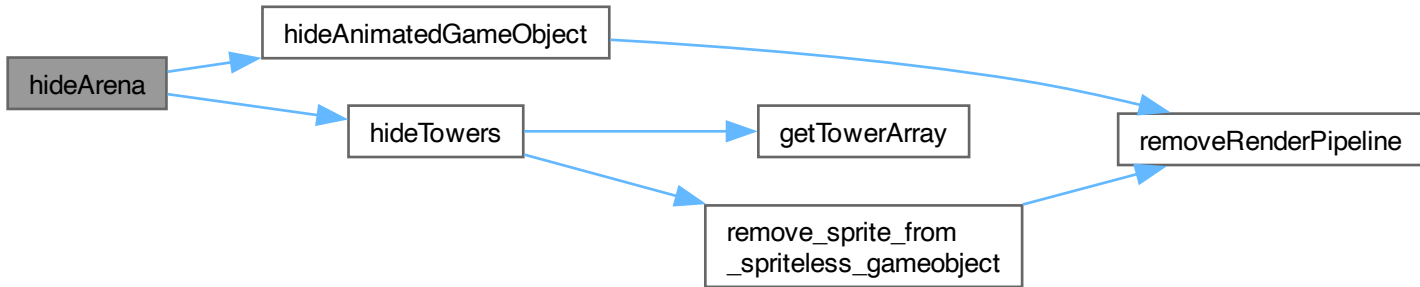 hideArena
hideAnimatedGameObject
hideTowers
getTowerArray
remove_sprite_from
_spriteless_gameobject
removeRenderPipeline